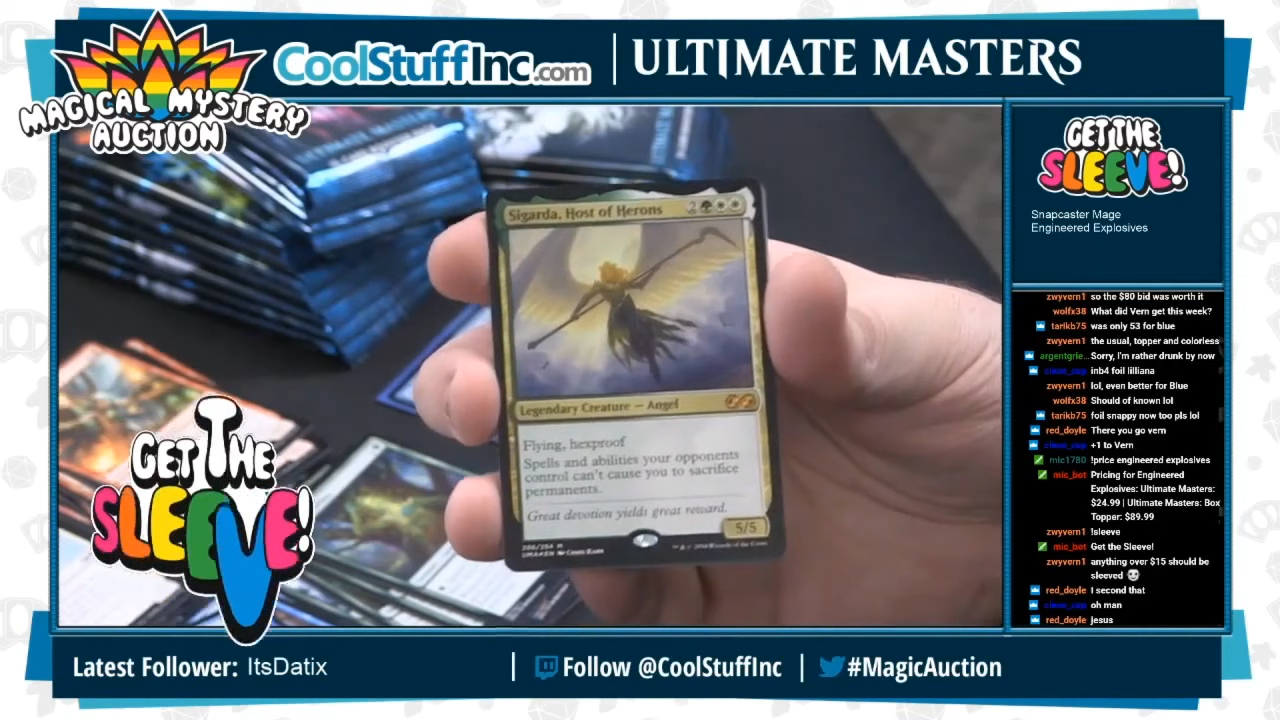 MAGICAL MYSTERY
AUCTION
CoolStuffInc.com
ULTIMATE MASTERS
GET THE
SLEEVE!
Snapcaster Mage
Engineered Explosives
Sigarda, Host of Herons 2
Legendary Creature — Angel
Flying, hexproof
Spells and abilities your opponents
control can't cause you to sacrifice
permanents.
Great devotion yields great reward.
5/5
GET THE
SLEEVE!
zwyvern1 so the $80 bid was worth it
wolfx38 What did Vern get this week?
tarikb75 was only 53 for blue
zwyvern1 the usual, topper and colorless
argentgrie... Sorry, I'm rather drunk by now
inb4 foil lilliana
zwyvern1 lol, even better for Blue
wolfx38 Should of known lol
tarikb75 foil snappy now too pls lol
red_doyle There you go vern
+1 to Vern
mic1780 !price engineered explosives
mic_bot Pricing for Engineered
Explosives: Ultimate Masters:
$24.99 | Ultimate Masters: Box
Topper: $89.99
zwyvern1 !sleeve
mic_bot Get the Sleeve!
zwyvern1 anything over $15 should be
sleeved
red_doyle I second that
oh man
red_doyle jesus
Latest Follower: ItsDatix
Follow @CoolStuffInc
#MagicAuction